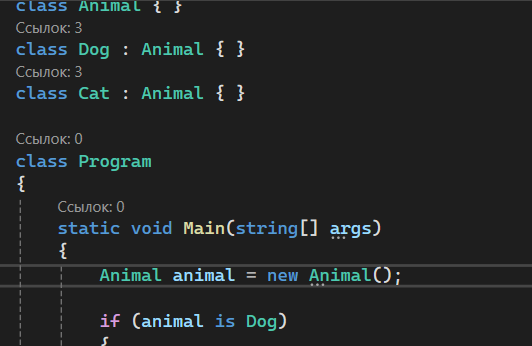 class Animal { }
Ссылок: 3
class Dog : Animal { }
Ссылок: 3
class Cat : Animal { }
Ссылок: 0
class Program
{
Ссылок: 0
static void Main(string[] args)
{
Animal animal = new Animal();
if (animal is Dog)
{